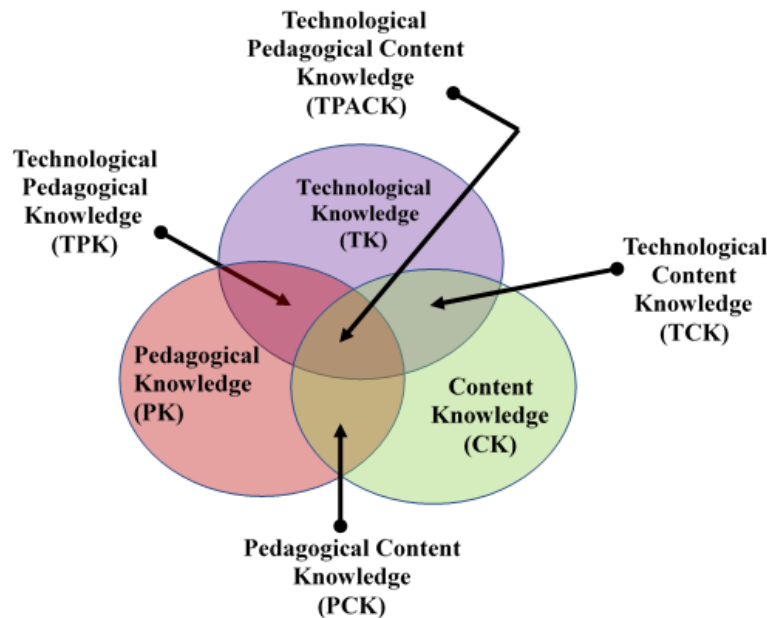 Technological
Pedagogical Content
Knowledge
(TPACK)
Technological
Pedagogical
Knowledge
(TPK)
Technological
Knowledge
(TK)
Technological
Content
Knowledge
(TCK)
Pedagogical
Knowledge
(PK)
Content
Knowledge
(CK)
Pedagogical Content
Knowledge
(PCK)